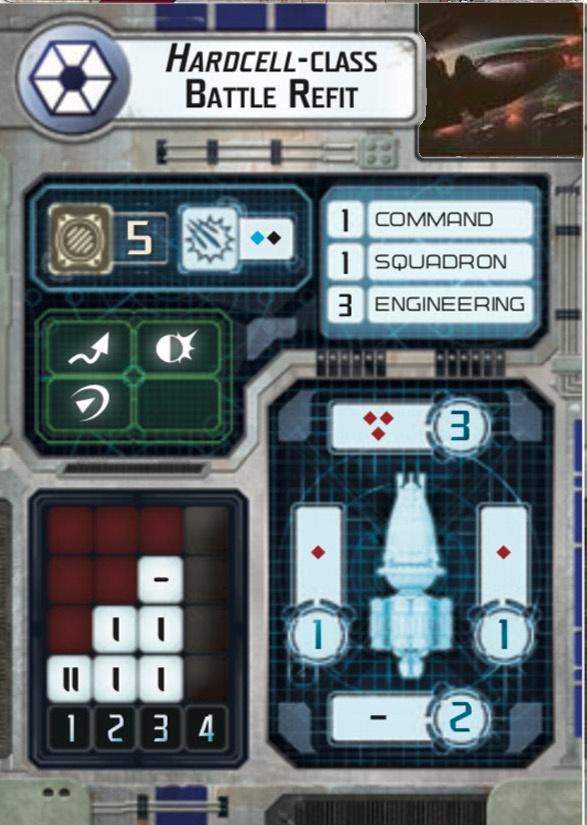 HARDCELL-CLASS
BATTLE REFIT
5
1 COMMAND
1 SQUADRON
3 ENGINEERING
3
1 1
- 2
-
I I
II I I
1 2 3 4